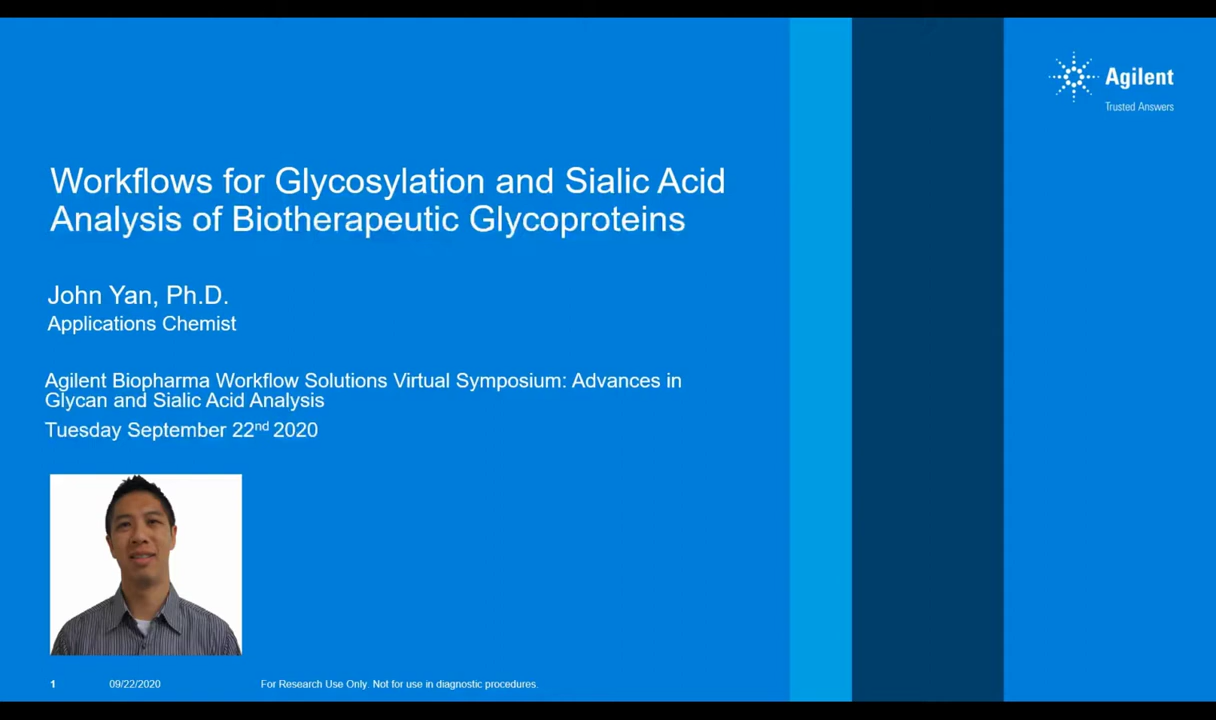 Agilent
Trusted Answers
Workflows for Glycosylation and Sialic Acid
Analysis of Biotherapeutic Glycoproteins
John Yan, Ph.D.
Applications Chemist
Agilent Biopharma Workflow Solutions Virtual Symposium: Advances in
Glycan and Sialic Acid Analysis
Tuesday September 22nd 2020
1 09/22/2020 For Research Use Only. Not for use in diagnostic procedures.